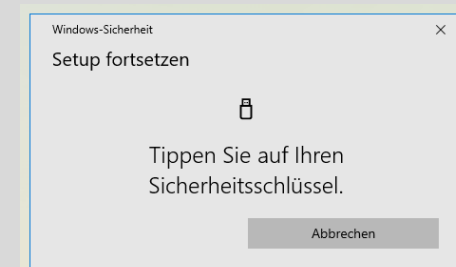 Windows-Sicherheit
Setup fortsetzen
Tippen Sie auf Ihren
Sicherheitsschlüssel.
Abbrechen